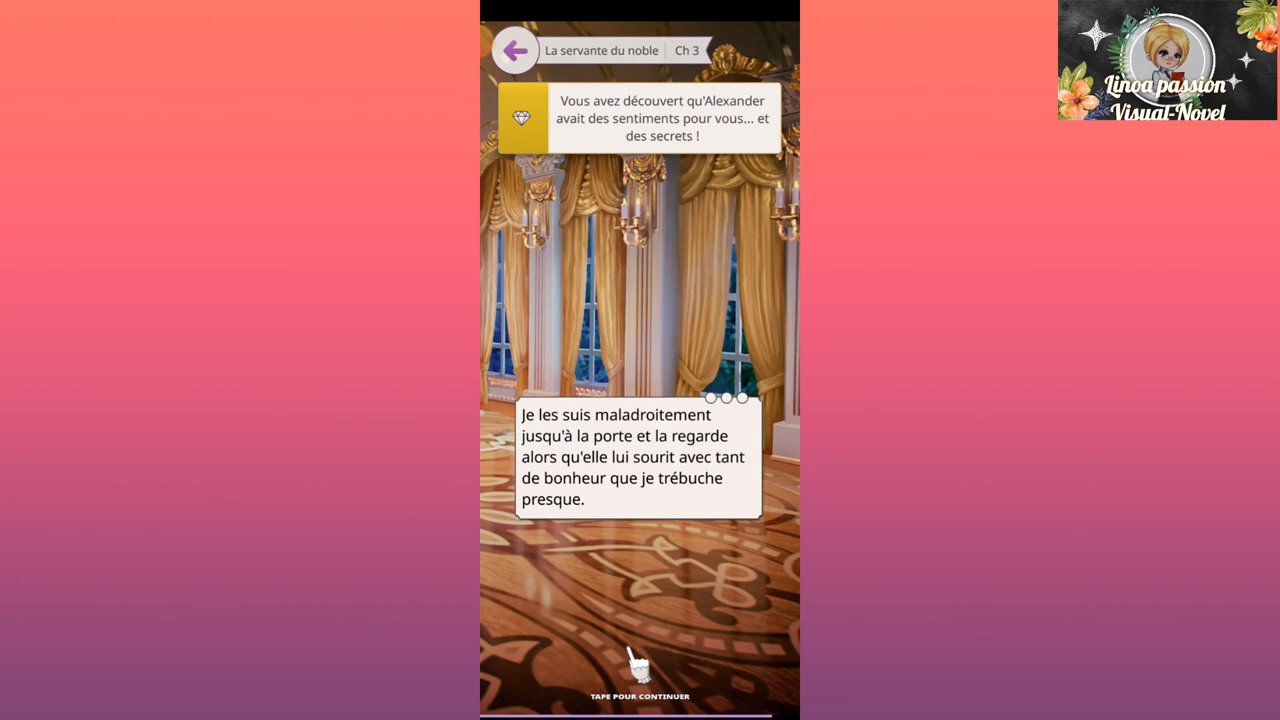 La servante du noble Ch 3
Vous avez découvert qu'Alexander
avait des sentiments pour vous... et
des secrets !
Je les suis maladroitement
jusqu'à la porte et la regarde
alors qu'elle lui sourit avec tant
de bonheur que je trébuche
presque.
TAPE POUR CONTINUER
Linoa passion
Visual-Novel